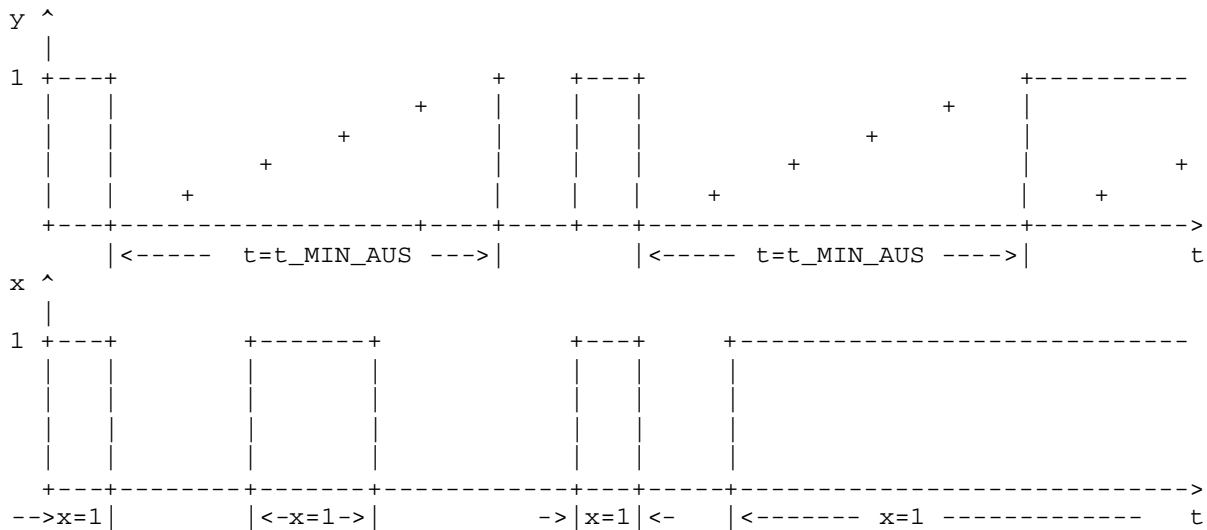 y ^
|
1 +---+ + +---+ +----------
| | + | | | + |
| | + | | | + |
| | + | | | + | +
| | + | | | + | +
+---+-------------------+----+----+---+------------------------+---------->
|<----- t=t_MIN_AUS --->| |<----- t=t_MIN_AUS ---->| t
x ^
|
1 +---+ +-------+ +---+ +-----------------------------
| | | | | | |
| | | | | | |
| | | | | | |
| | | | | | |
+---+--------+-------+------------+---+-----+----------------------------->
-->x=1| |<-x=1->| ->|x=1|<- |<------- x=1 ------------- t